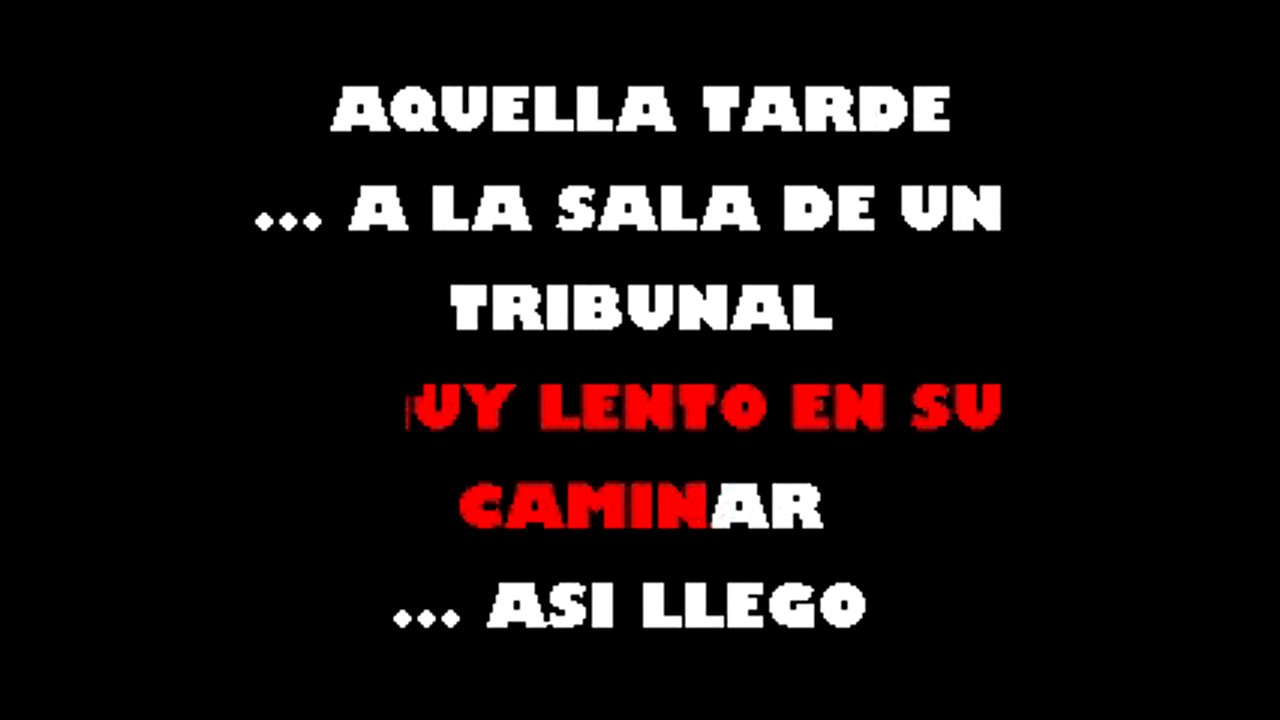 AQUELLA TARDE
... A LA SALA DE UN
TRIBUNAL
UY LENTO EN SU
CAMINAR
... ASI LLEGO